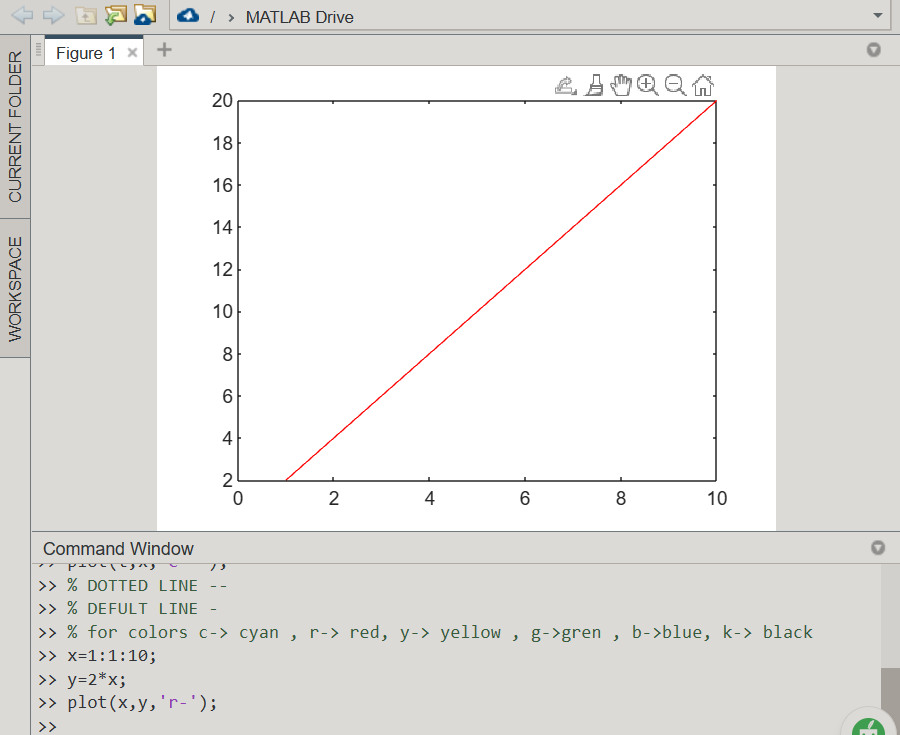 / > MATLAB Drive
Figure 1 ×
CURRENT FOLDER
WORKSPACE
20
18
16
14
12
10
8
6
4
2
0 2 4 6 8 10
Command Window
>> % DOTTED LINE --
>> % DEFULT LINE -
>> % for colors c-> cyan , r-> red, y-> yellow , g->gren , b->blue, k-> black
>> x=1:1:10;
>> y=2*x;
>> plot(x,y,'r-');
>>